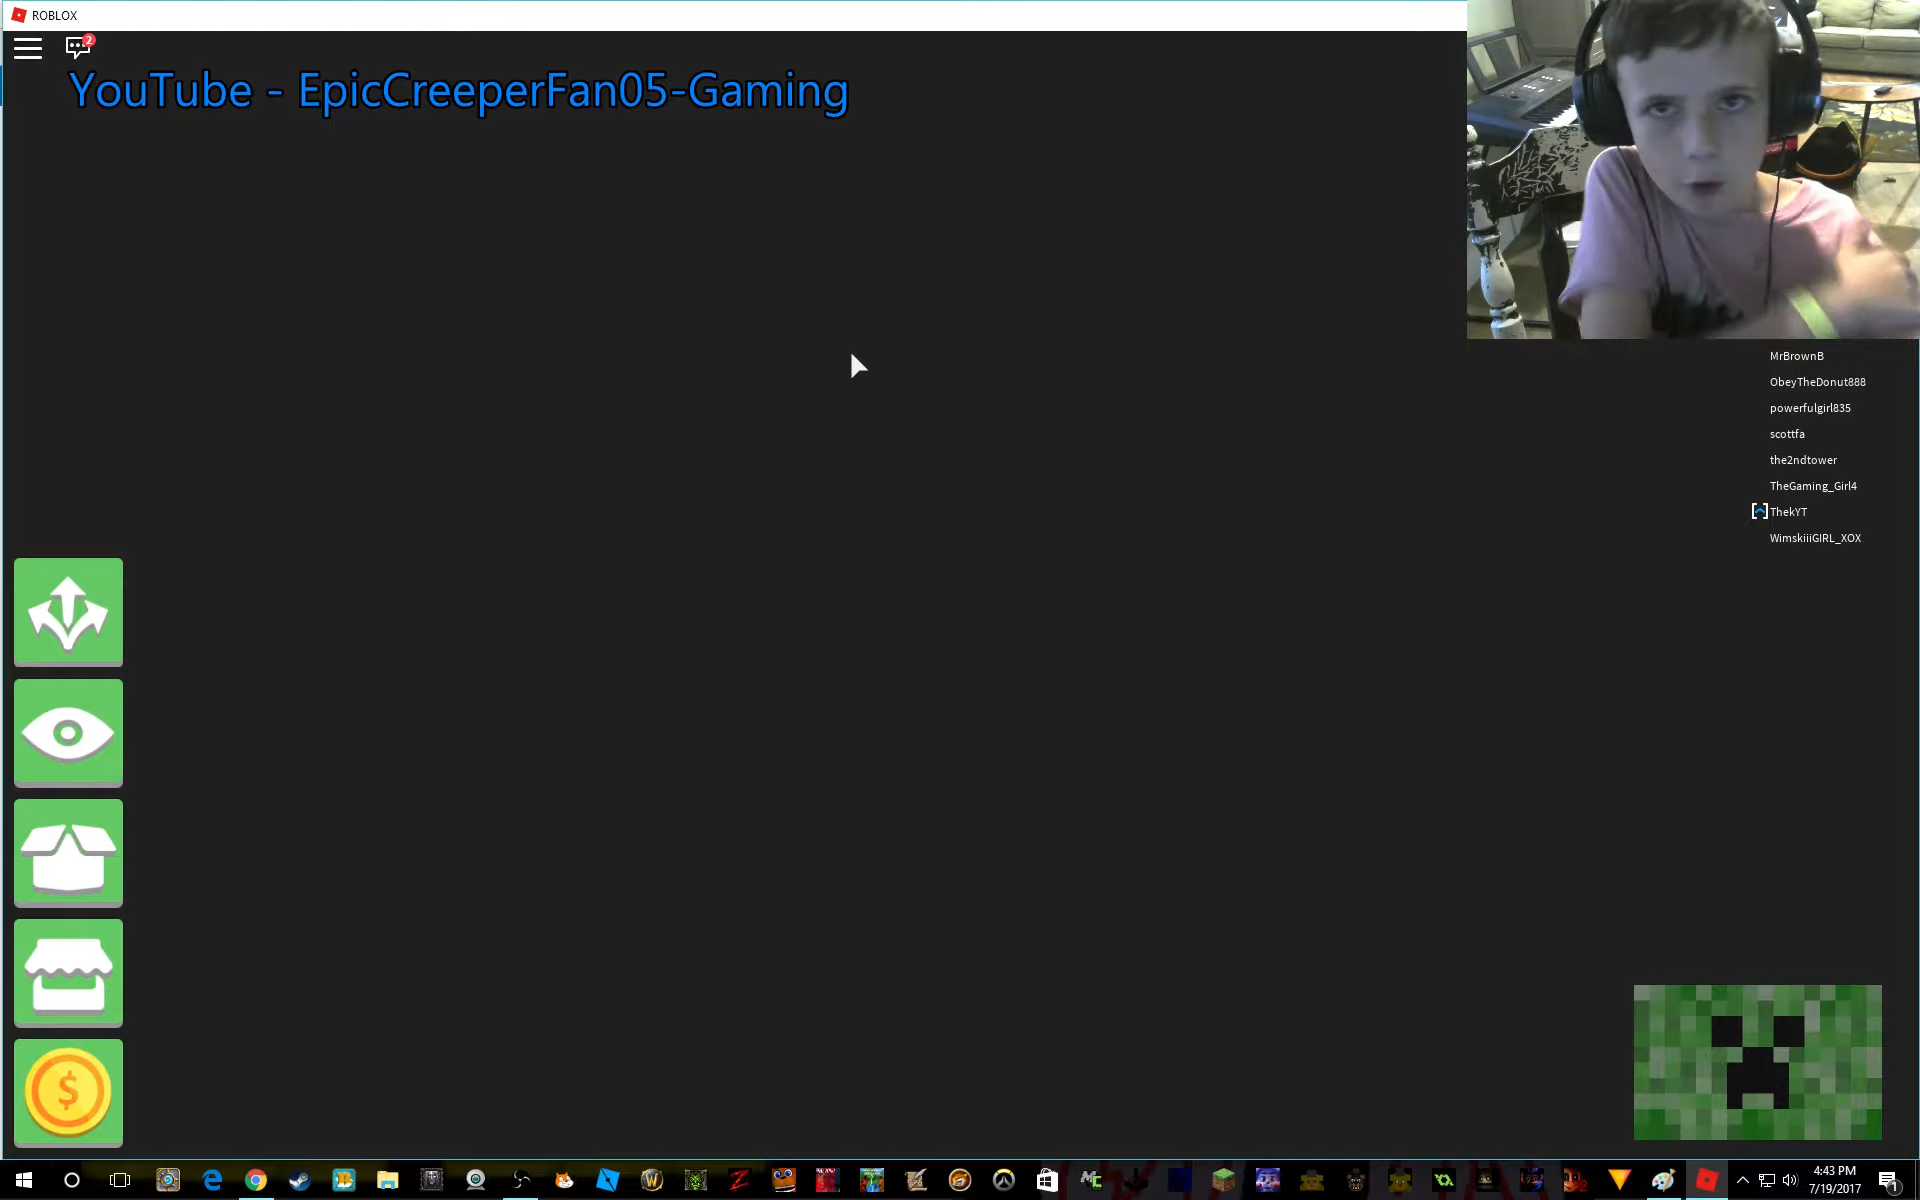 ROBLOX
2
YouTube - EpicCreeperFan05-Gaming
MrBrownB
ObeyTheDonut888
powerfulgirl835
scottfa
the2ndtower
TheGaming_Girl4
ThekYT
WimskiiiGIRL_XOX
$
4:43 PM
7/19/2017
1